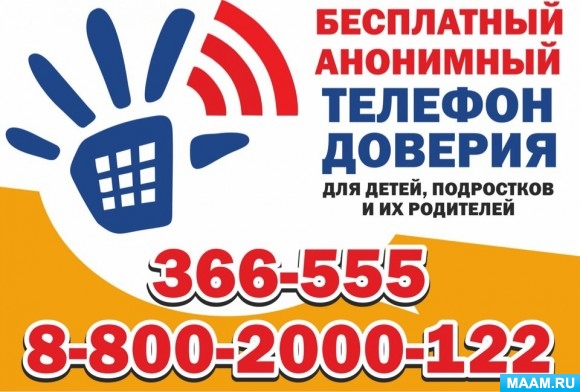 БЕСПЛАТНЫЙ
АНОНИМНЫЙ
ТЕЛЕФОН
ДОВЕРИЯ
ДЛЯ ДЕТЕЙ, ПОДРОСТКОВ
И ИХ РОДИТЕЛЕЙ
366-555
8-800-2000-122
MAAM.RU